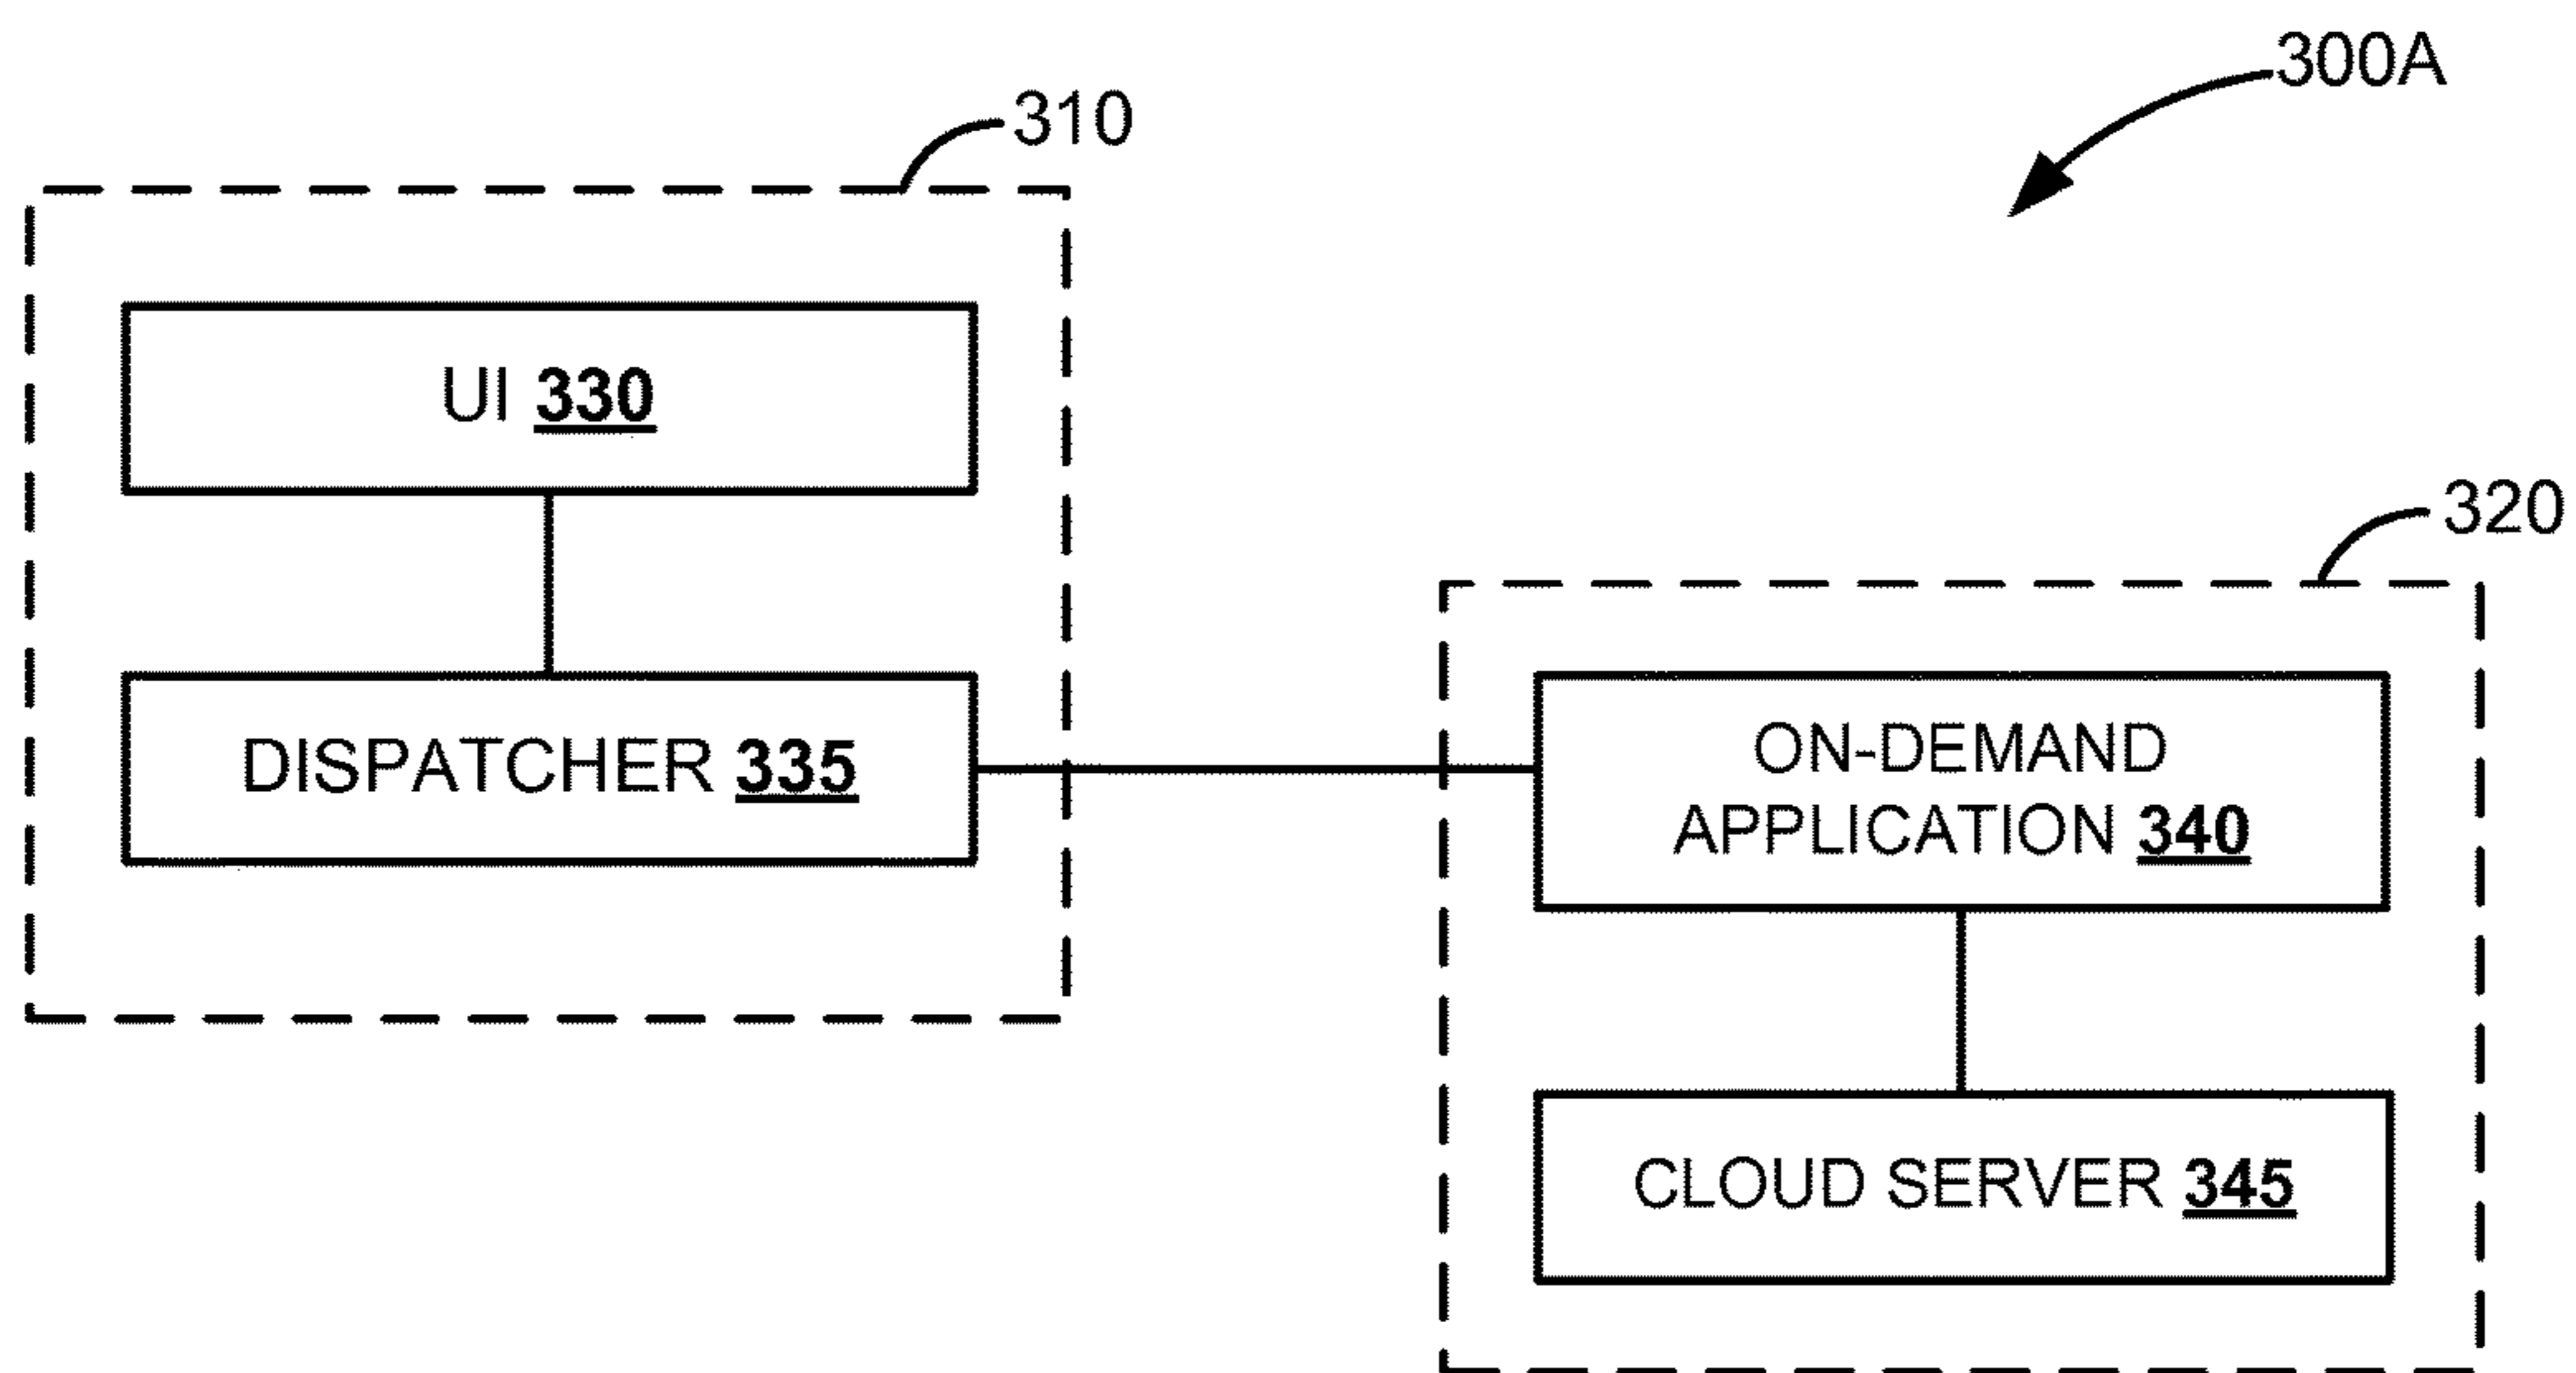 300A
310
UI 330
320
DISPATCHER 335
ON-DEMAND
APPLICATION 340
CLOUD SERVER 345